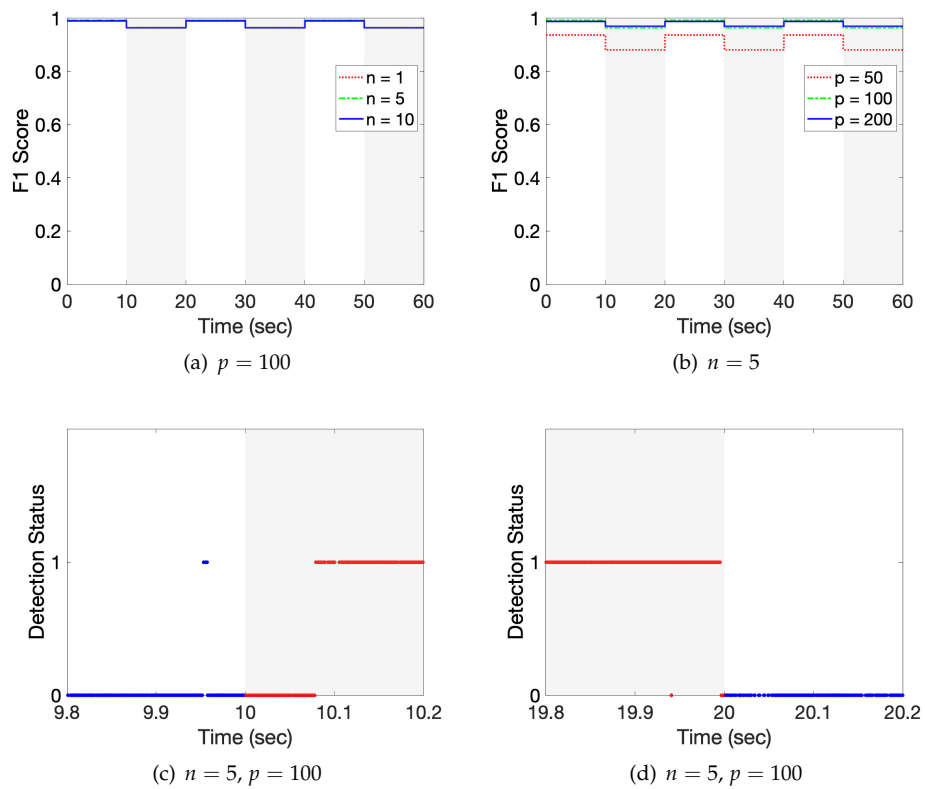 F1 Score
1
0.8
0.6
0.4
0.2
0
n = 1
n = 5
n = 10
0 10 20 30 40 50 60
Time (sec)
(a) p = 100
F1 Score
1
0.8
0.6
0.4
0.2
0
p = 50
p = 100
p = 200
0 10 20 30 40 50 60
Time (sec)
(b) n = 5
Detection Status
1
0
9.8 9.9 10 10.1 10.2
Time (sec)
(c) n = 5, p = 100
Detection Status
1
0
19.8 19.9 20 20.1 20.2
Time (sec)
(d) n = 5, p = 100